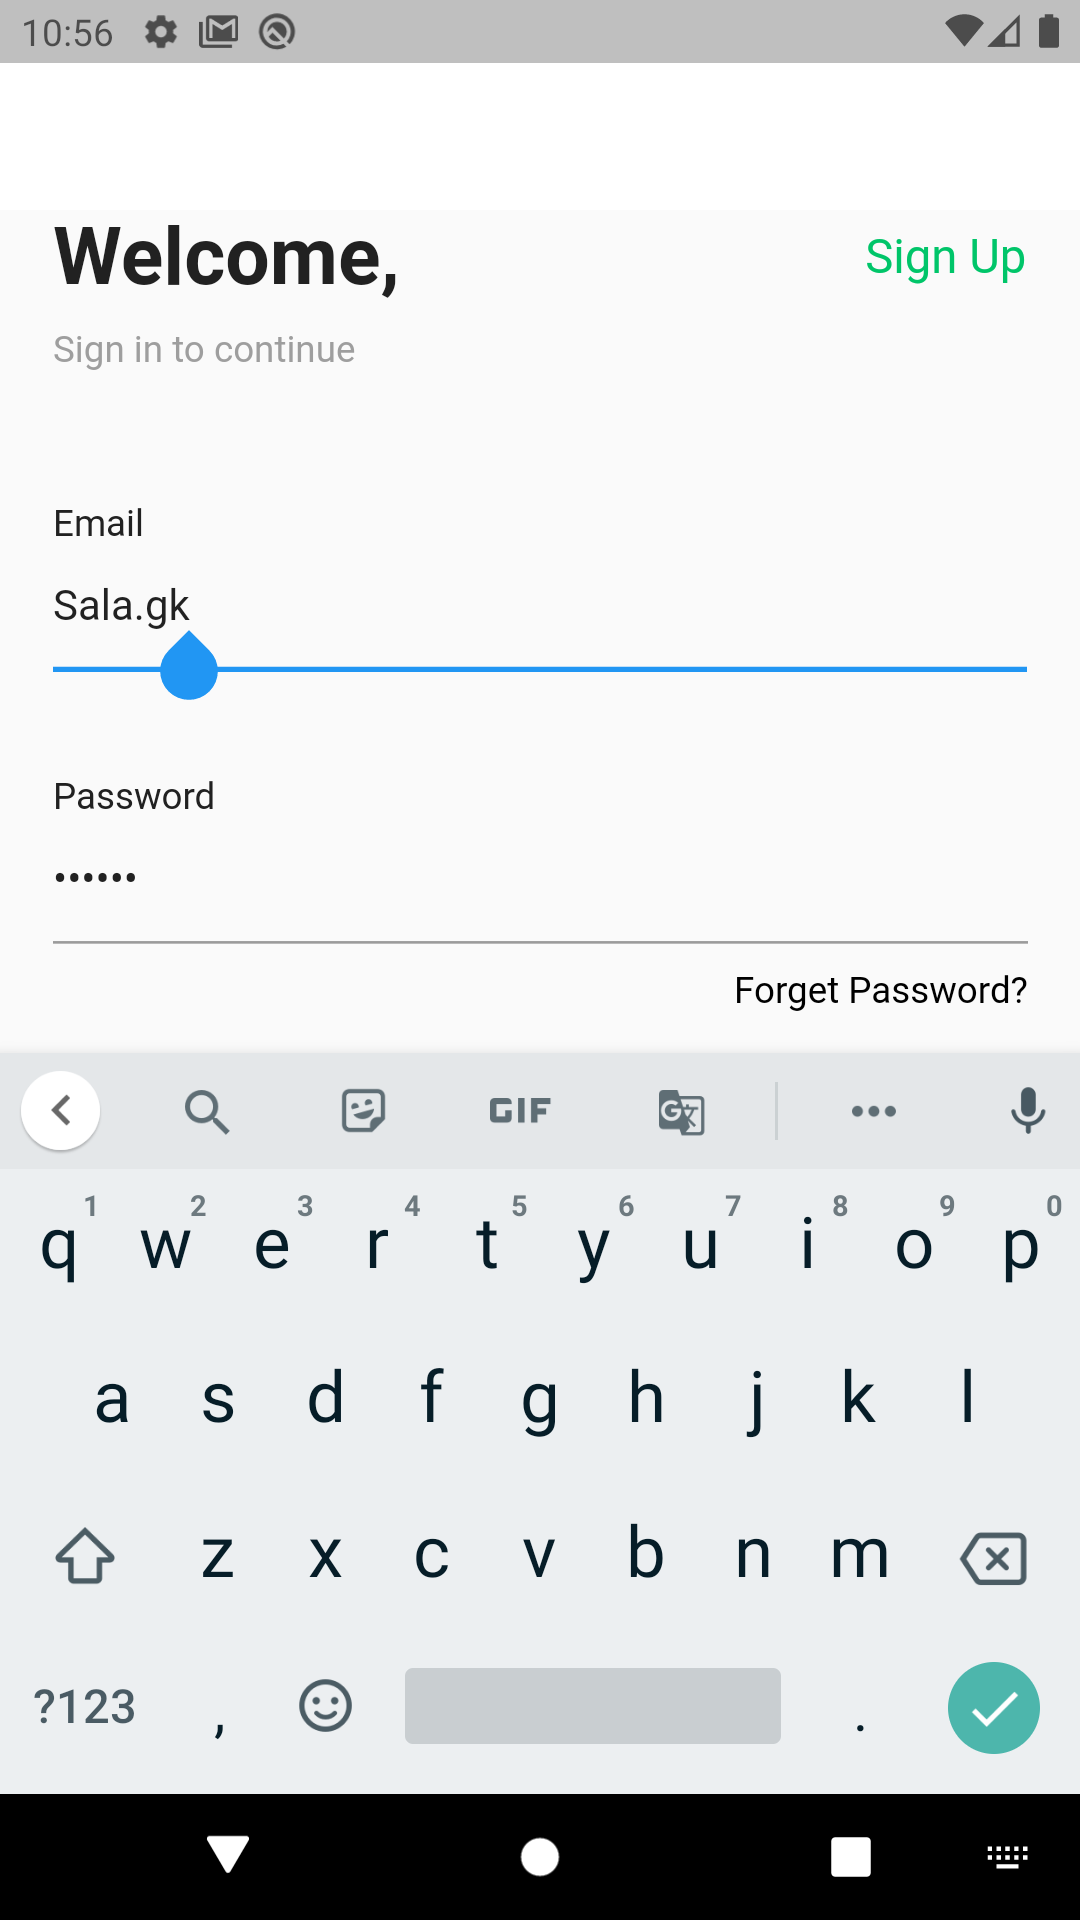 10:56
Welcome,
Sign Up
Sign in to continue
Email
Sala.gk
Password
••••••
Forget Password?
GIF
1 2 3 4 5 6 7 8 9 0
q w e r t y u i o p
a s d f g h j k l
z x c v b n m
?123 , .